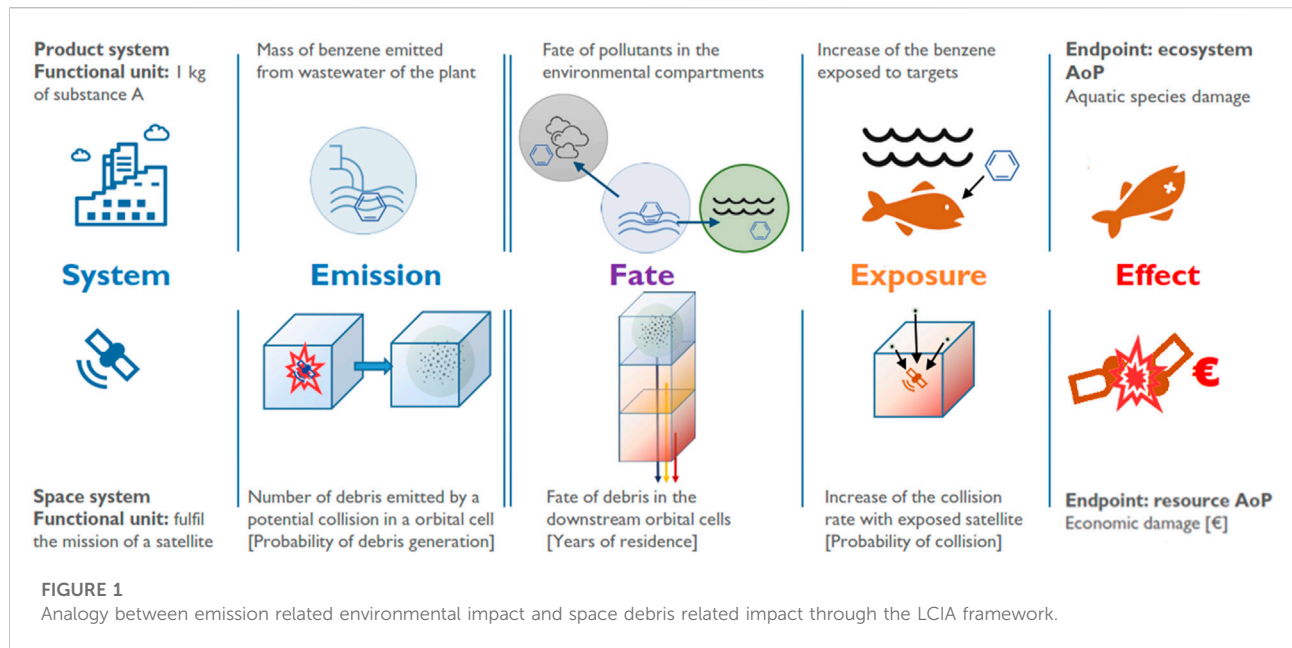 Product system
Functional unit: 1 kg
of substance A
Mass of benzene emitted
from wastewater of the plant
Fate of pollutants in the
environmental compartments
Increase of the benzene
exposed to targets
Endpoint: ecosystem
AoP
Aquatic species damage
System
Emission
Fate
Exposure
Effect
€
Space system
Functional unit: fulfil
the mission of a satellite
Number of debris emitted by a
potential collision in a orbital cell
[Probability of debris generation]
Fate of debris in the
downstream orbital cells
[Years of residence]
Increase of the collision
rate with exposed satellite
[Probability of collision]
Endpoint: resource AoP
Economic damage [€]
FIGURE 1
Analogy between emission related environmental impact and space debris related impact through the LCIA framework.